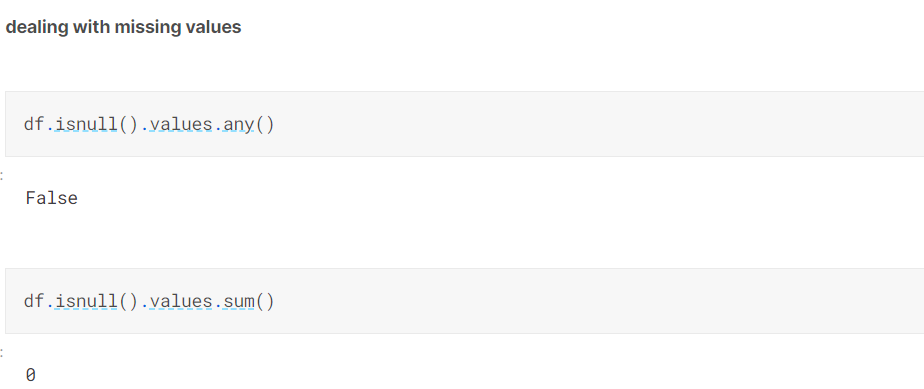 dealing with missing values
df.isnull().values.any()
:
False
df.isnull().values.sum()
:
0